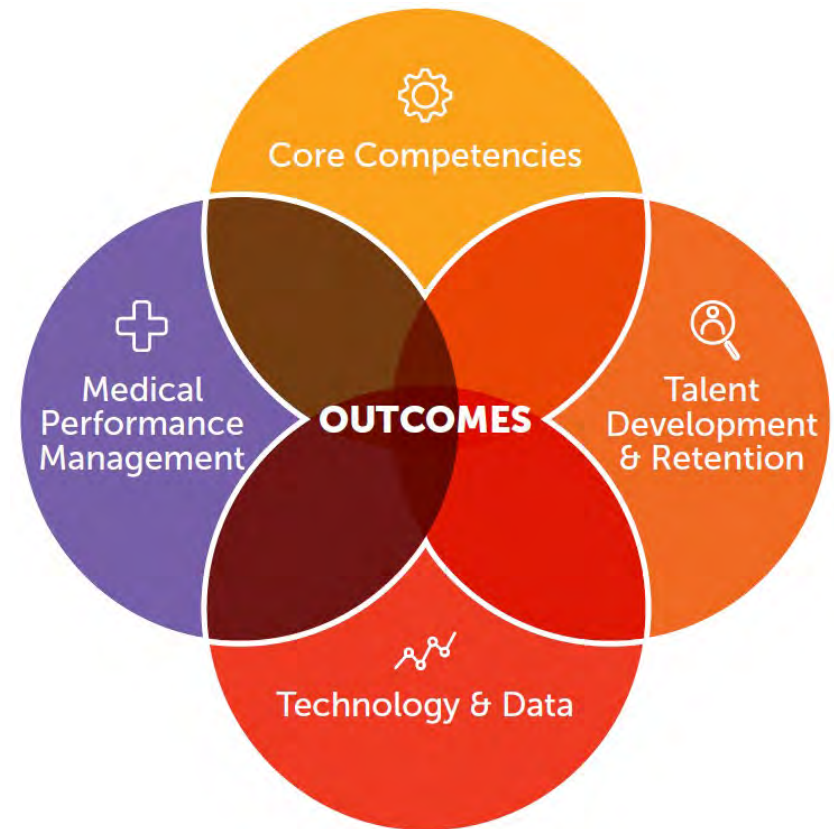 Core Competencies
Medical
Performance
Management
OUTCOMES
Talent
Development
& Retention
Technology & Data